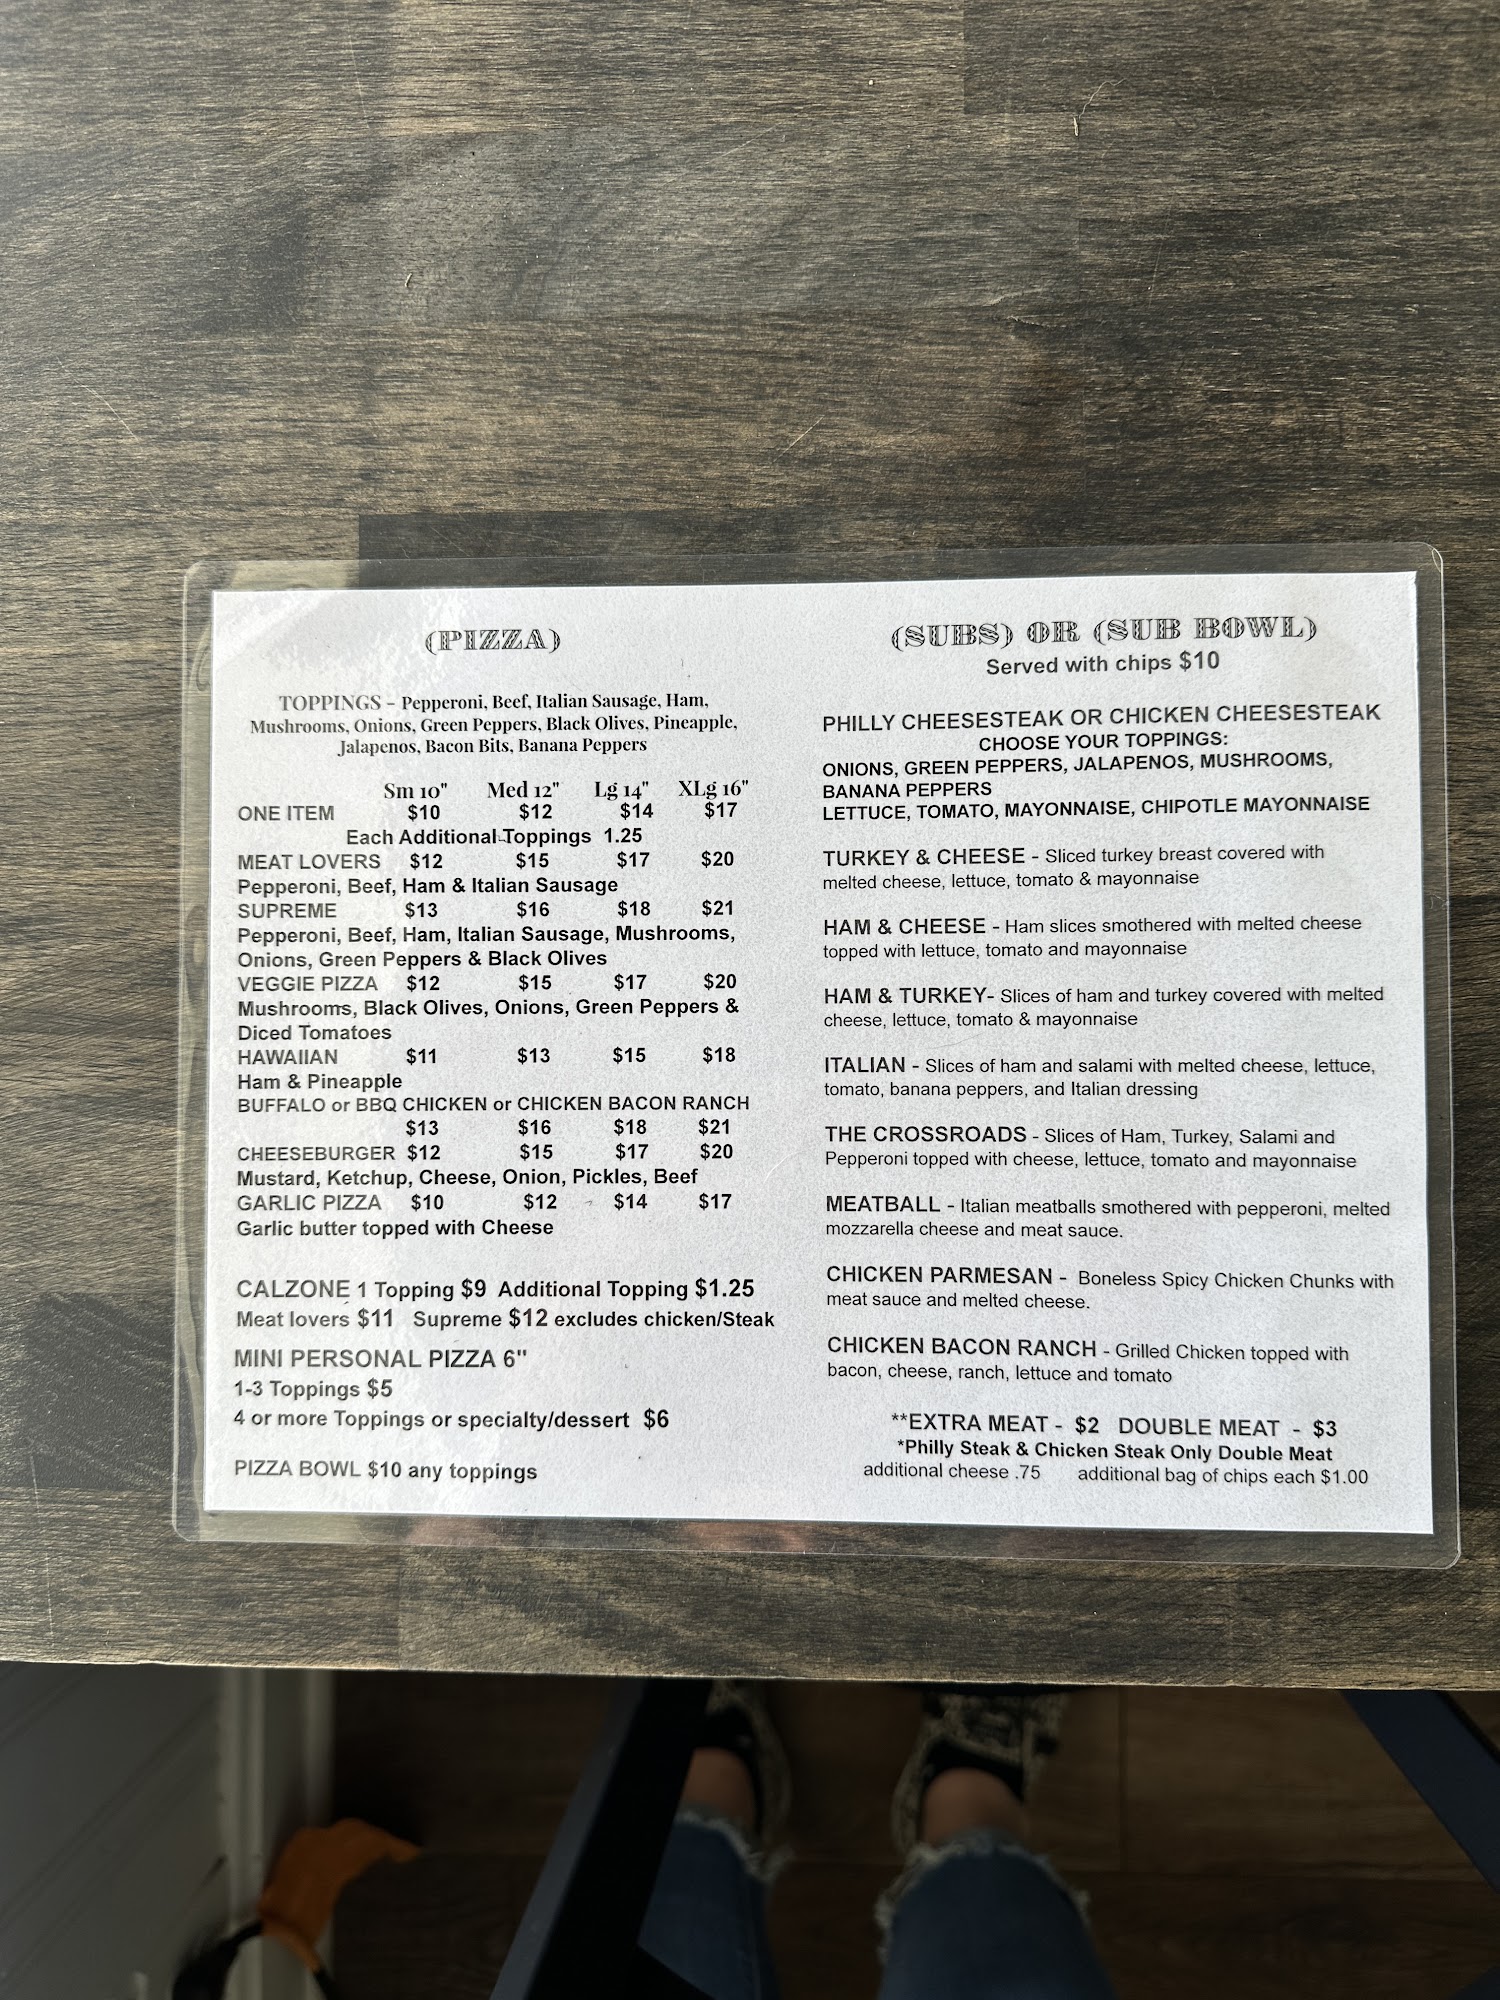 (PIZZA)
TOPPINGS – Pepperoni, Beef, Italian Sausage, Ham,
Mushrooms, Onions, Green Peppers, Black Olives, Pineapple,
Jalapenos, Bacon Bits, Banana Peppers
Sm 10" Med 12" Lg 14" XLg 16"
ONE ITEM $10 $12 $14 $17
Each Additional Toppings 1.25
MEAT LOVERS $12 $15 $17 $20
Pepperoni, Beef, Ham & Italian Sausage
SUPREME $13 $16 $18 $21
Pepperoni, Beef, Ham, Italian Sausage, Mushrooms,
Onions, Green Peppers & Black Olives
VEGGIE PIZZA $12 $15 $17 $20
Mushrooms, Black Olives, Onions, Green Peppers &
Diced Tomatoes
HAWAIIAN $11 $13 $15 $18
Ham & Pineapple
BUFFALO or BBQ CHICKEN or CHICKEN BACON RANCH
$13 $16 $18 $21
CHEESEBURGER $12 $15 $17 $20
Mustard, Ketchup, Cheese, Onion, Pickles, Beef
GARLIC PIZZA $10 $12 $14 $17
Garlic butter topped with Cheese
CALZONE 1 Topping $9 Additional Topping $1.25
Meat lovers $11 Supreme $12 excludes chicken/Steak
MINI PERSONAL PIZZA 6"
1-3 Toppings $5
4 or more Toppings or specialty/dessert $6
PIZZA BOWL $10 any toppings
(SUBS) OR (SUB BOWL)
Served with chips $10
PHILLY CHEESESTEAK OR CHICKEN CHEESESTEAK
CHOOSE YOUR TOPPINGS:
ONIONS, GREEN PEPPERS, JALAPENOS, MUSHROOMS,
BANANA PEPPERS
LETTUCE, TOMATO, MAYONNAISE, CHIPOTLE MAYONNAISE
TURKEY & CHEESE - Sliced turkey breast covered with
melted cheese, lettuce, tomato & mayonnaise
HAM & CHEESE - Ham slices smothered with melted cheese
topped with lettuce, tomato and mayonnaise
HAM & TURKEY- Slices of ham and turkey covered with melted
cheese, lettuce, tomato & mayonnaise
ITALIAN - Slices of ham and salami with melted cheese, lettuce,
tomato, banana peppers, and Italian dressing
THE CROSSROADS - Slices of Ham, Turkey, Salami and
Pepperoni topped with cheese, lettuce, tomato and mayonnaise
MEATBALL - Italian meatballs smothered with pepperoni, melted
mozzarella cheese and meat sauce.
CHICKEN PARMESAN - Boneless Spicy Chicken Chunks with
meat sauce and melted cheese.
CHICKEN BACON RANCH - Grilled Chicken topped with
bacon, cheese, ranch, lettuce and tomato
**EXTRA MEAT - $2 DOUBLE MEAT - $3
*Philly Steak & Chicken Steak Only Double Meat
additional cheese .75 additional bag of chips each $1.00